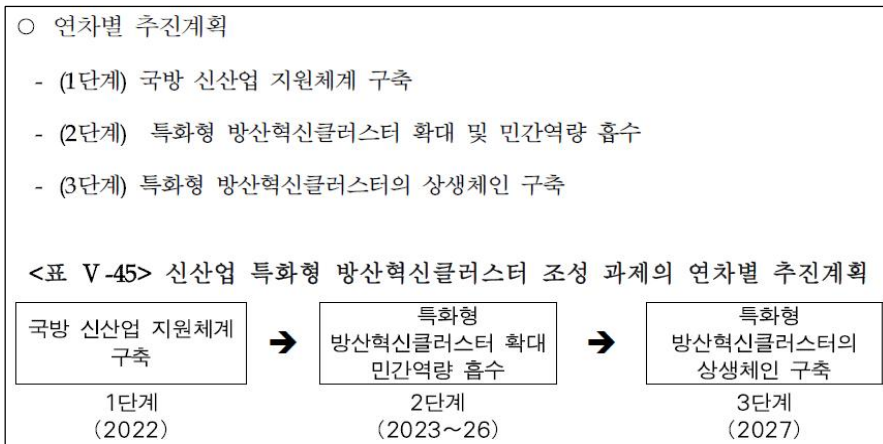 ○ 연차별 추진계획
- (1단계) 국방 신산업 지원체계 구축
- (2단계) 특화형 방산혁신클러스터 확대 및 민간역량 흡수
- (3단계) 특화형 방산혁신클러스터의 상생체인 구축
<표 Ⅴ-45> 신산업 특화형 방산혁신클러스터 조성 과제의 연차별 추진계획
국방 신산업 지원체계
구축
➔
특화형
방산혁신클러스터 확대
민간역량 흡수
➔
특화형
방산혁신클러스터의
상생체인 구축
1단계
(2022)
2단계
(2023~26)
3단계
(2027)